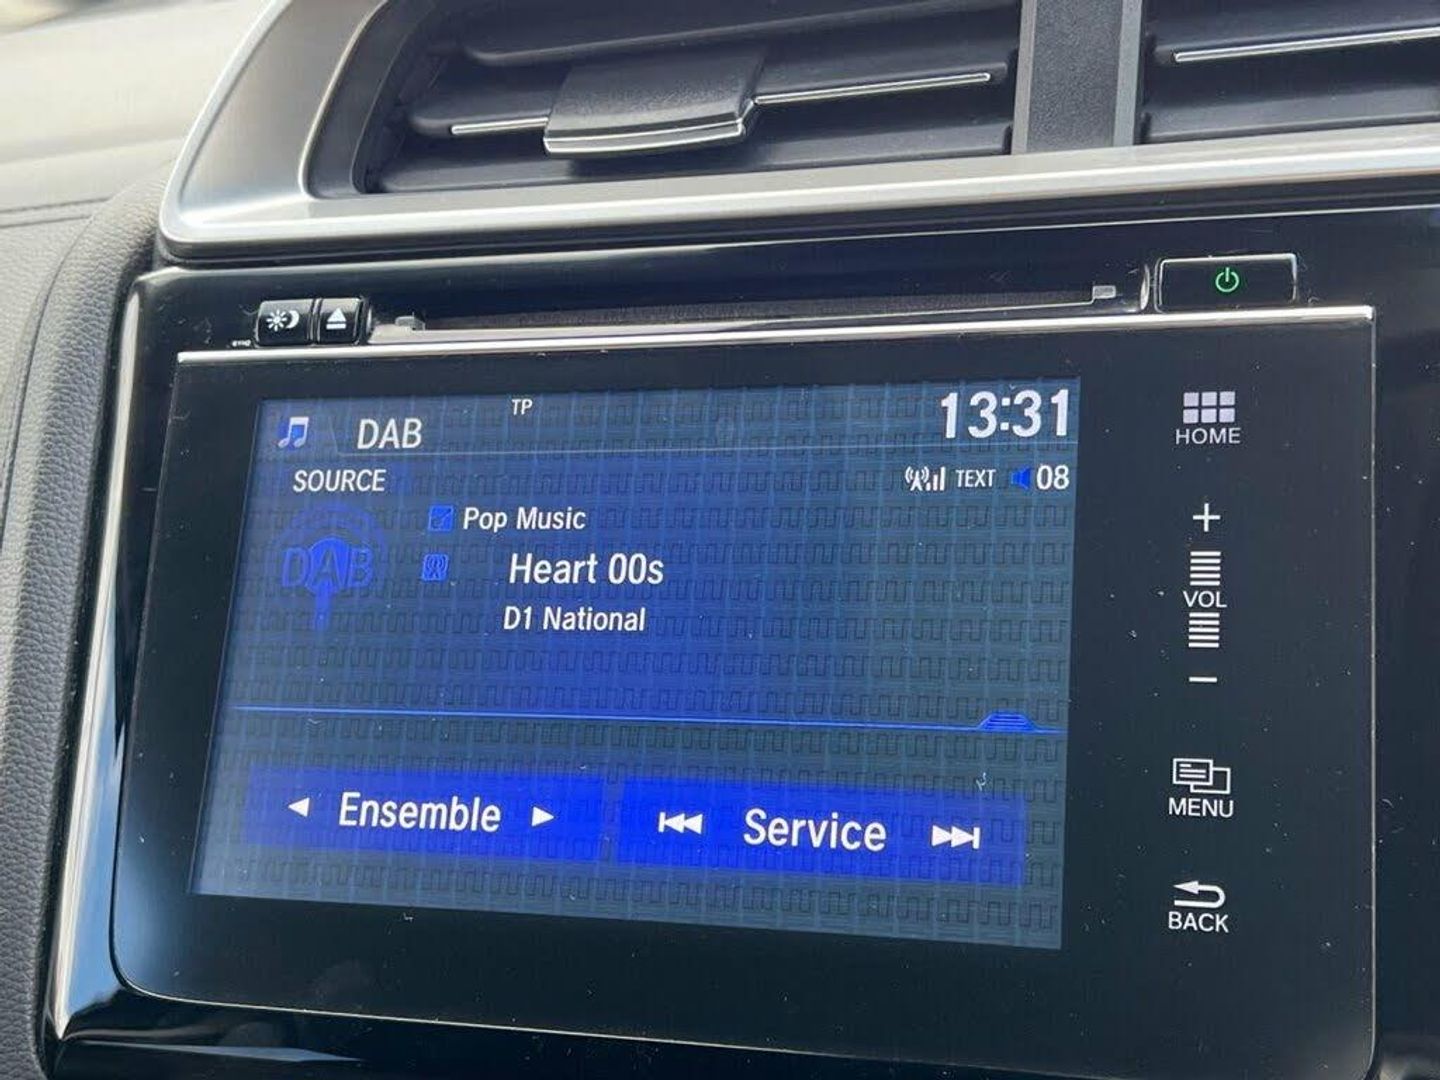 TP
DAB
13:31
SOURCE
TEXT 08
Pop Music
DAB
Heart 00s
D1 National
Ensemble
Service
HOME
+
VOL
−
MENU
BACK